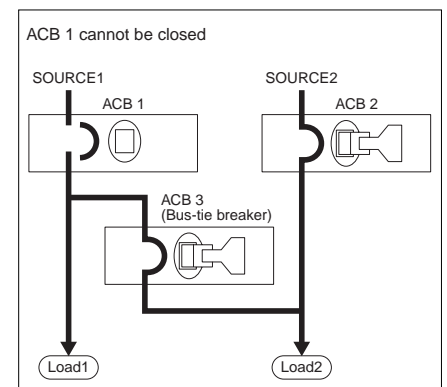 ACB 1 cannot be closed
SOURCE1
SOURCE2
ACB 1
ACB 2
ACB 3
(Bus-tie breaker)
Load1
Load2